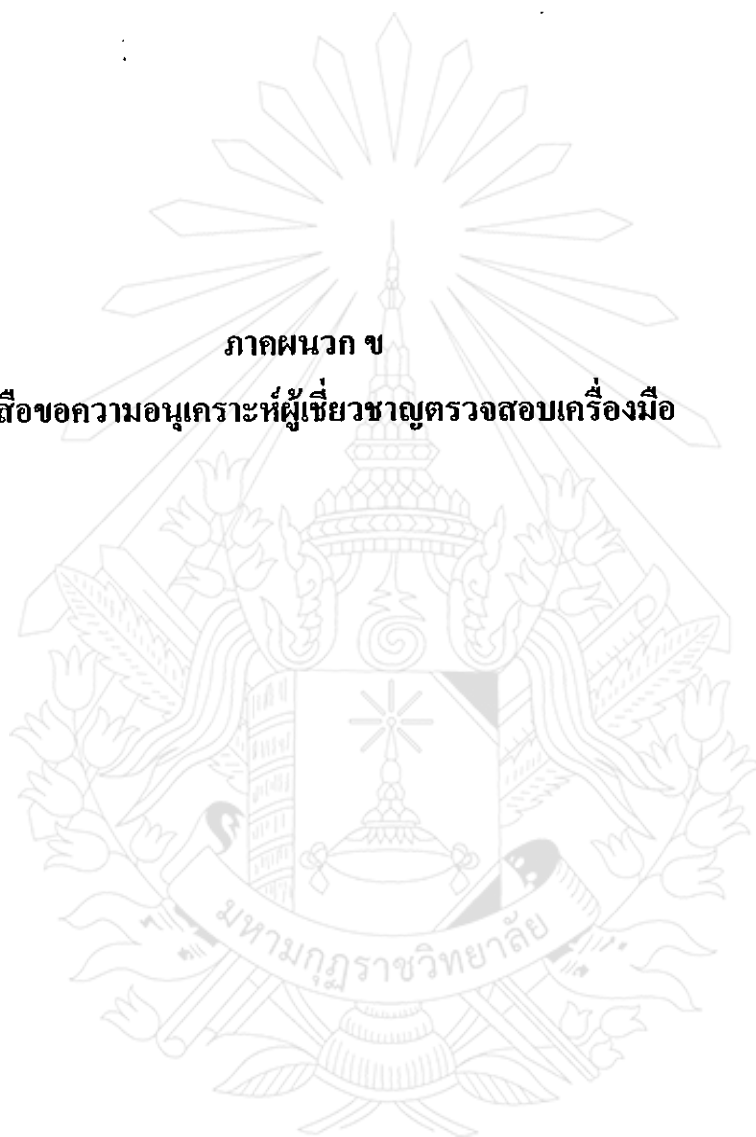 ภาคผนวก ข
สือขอความอนุเคราะห์ผู้เชี่ยวชาญตรวจสอบเครื่องมือ
มหามกุฏราชวิทยาลัย